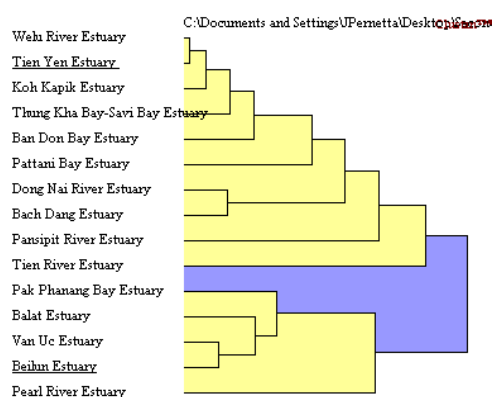 C:\Documents and Settings\JPernetta\Desktop\Secon
Welu River Estuary
Tien Yen Estuary
Koh Kapik Estuary
Thung Kha Bay-Savi Bay Estuary
Ban Don Bay Estuary
Pattani Bay Estuary
Dong Nai River Estuary
Bach Dang Estuary
Pansipit River Estuary
Tien River Estuary
Pak Phanang Bay Estuary
Balat Estuary
Van Uc Estuary
Beilun Estuary
Pearl River Estuary